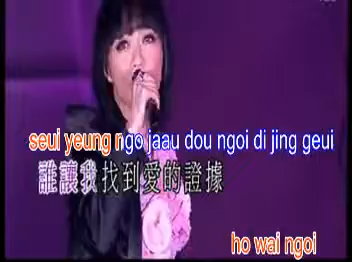 seui yeung ngo jaau dou ngoi di jing geui
誰讓我找到愛的證據
ho wai ngoi